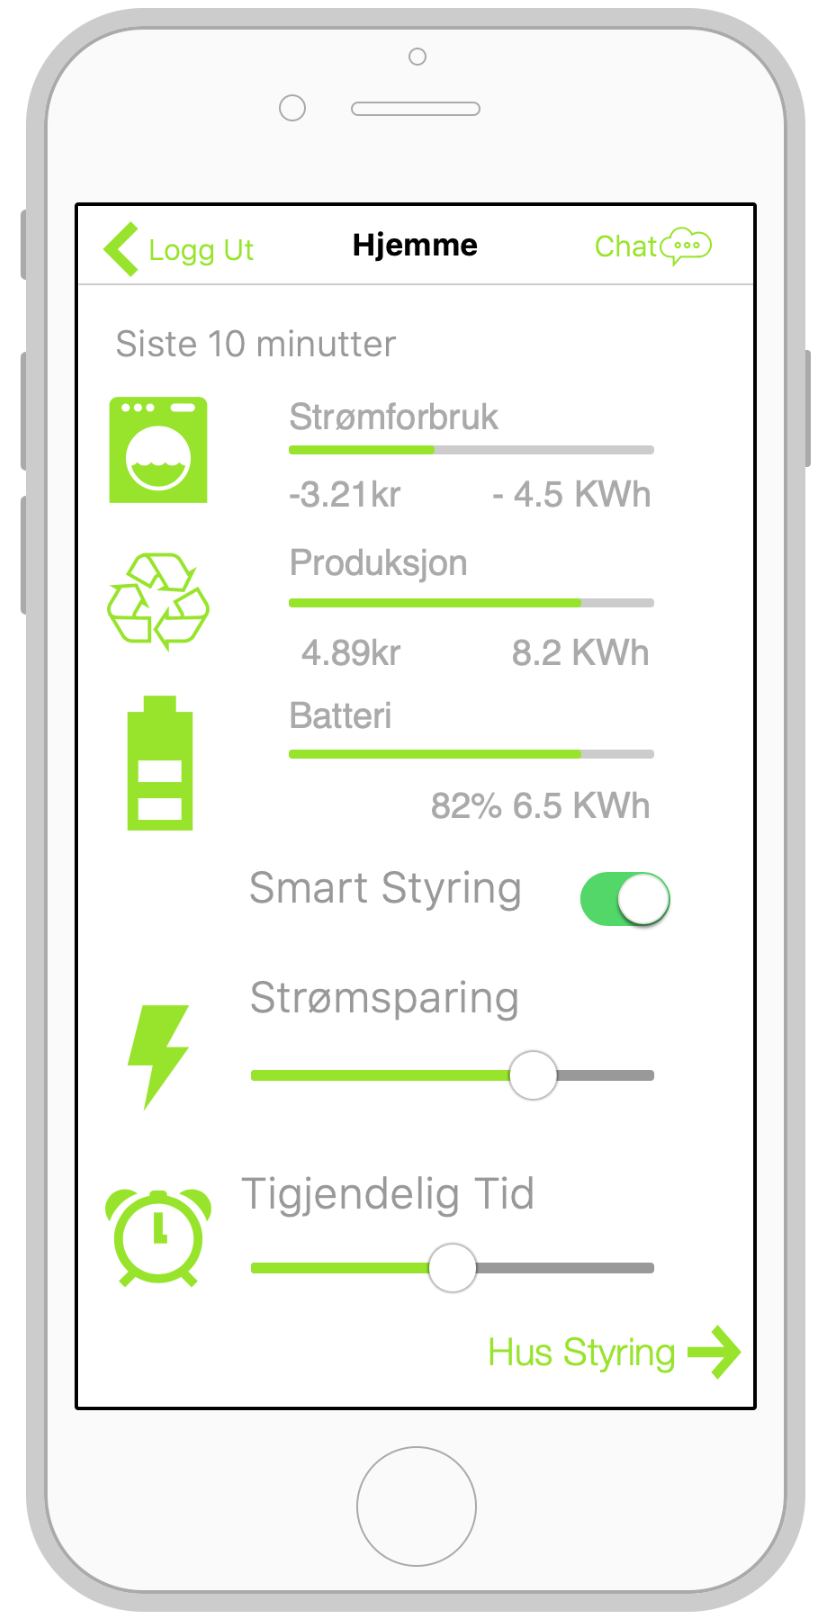 Logg Ut Hjemme Chat
Siste 10 minutter
Strømforbruk
-3.21kr - 4.5 KWh
Produksjon
4.89kr 8.2 KWh
Batteri
82% 6.5 KWh
Smart Styring
Strømsparing
Tigjendelig Tid
Hus Styring